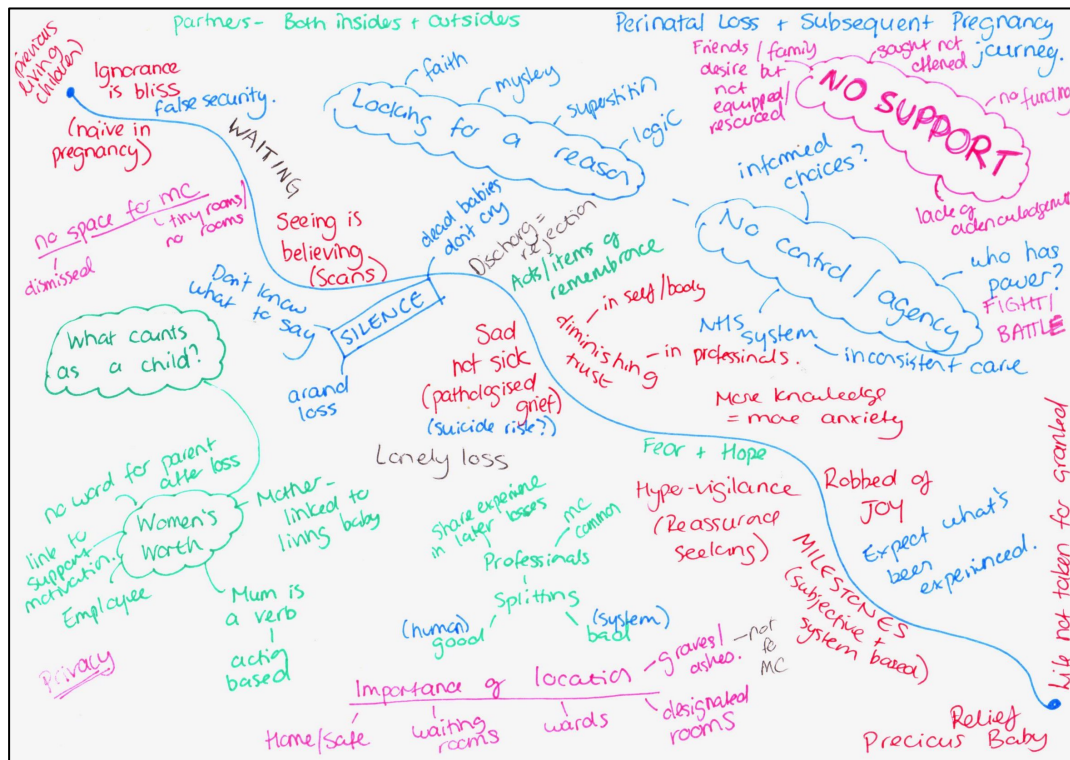 Partners- Both insiders + outsiders
Perinatal Loss + Subsequent Pregnancy
journey.
previous
living
children
Ignorance
is bliss
false security.
(naive in
pregnancy)
WAITING
faith
mystery
superstitin
logic
Looking for a reason
Friends/family
desire but
not
equipped/
rescured
sought not
offered
no funding
NO SUPPORT
lack of
informed
choices?
No control/agency
who has
power?
FIGHT/
BATTLE
NHS
system
inconsistent care
no space for MC
tiny rooms/
no rooms
dismissed
Seeing is
believing
(scans)
dead babies
don't cry
Discharge =
rejection
Acts/items of
remembrance
Don't know
what to say
SILENCE
around
loss
What counts
as a child?
Sad
not sick
(pathologised
grief)
(suicide rise?)
in self/body
diminishing
trust
in professionals.
More knowledge
= more anxiety
Lonely loss
Fear + Hope
Hype-vigilance
(Reassurance
seeking)
Robbed of
JOY
Expect what's
been
experienced.
MILESTONES
(subjective +
system based)
Life not taken for granted
no word for parent
after loss
Women's
worth
Mother-
linked to
living baby
link to
support
motivation.
Employee
Mum is
a verb
action
based
Privacy
share experience
in later losses
MC
common
Professionals
Splitting
(human)
good
(system)
bad
Importance of location
graves/
ashes.
not
for
MC
Home/Safe
waiting
rooms
wards
designated
rooms
Relief
Precious Baby